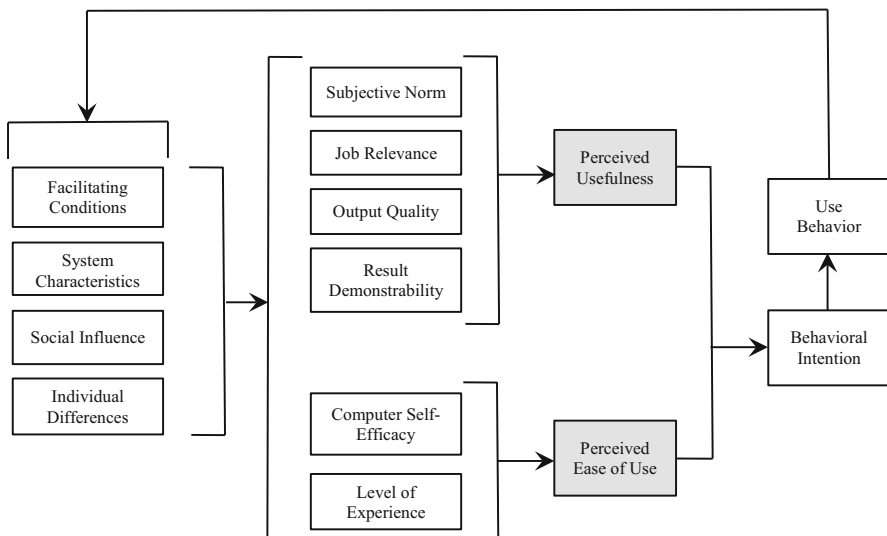 Facilitating
Conditions
System
Characteristics
Social Influence
Individual
Differences
Subjective Norm
Job Relevance
Output Quality
Result
Demonstrability
Computer Self-
Efficacy
Level of
Experience
Perceived
Usefulness
Perceived
Ease of Use
Use
Behavior
Behavioral
Intention